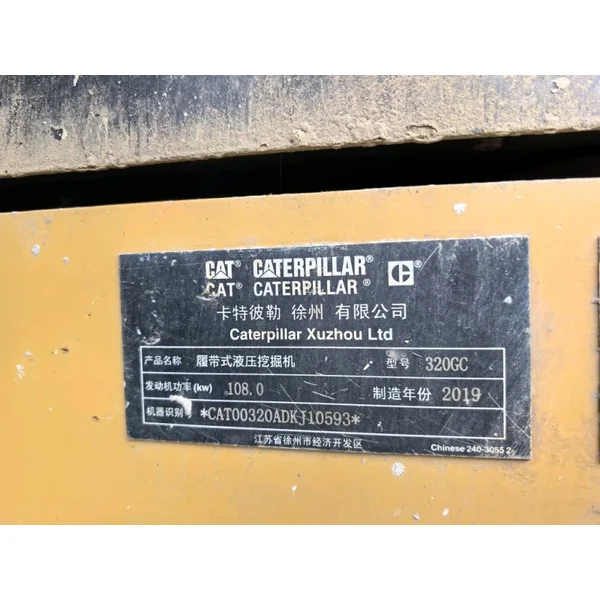 CAT® CATERPILLAR® C®
CAT® CATERPILLAR®
卡特彼勒 徐州 有限公司
Caterpillar Xuzhou Ltd
产品名称 履带式液压挖掘机 型号 320GC
发动机功率(kw) 108.0 制造年份 2019
机器识别号 *CAT00320ADKJ10593*
江苏省徐州市经济开发区
Chinese 240-3055 2